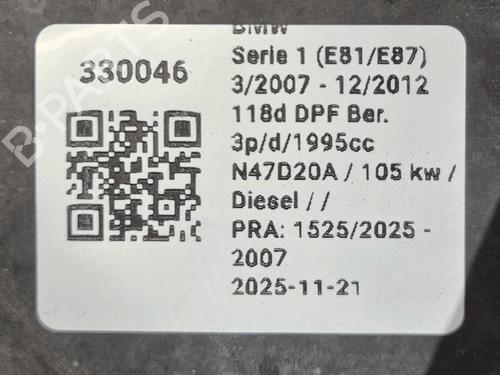 BMW
Serie 1 (E81/E87)
330046
3/2007 - 12/2012
118d DPF Ber.
3p/d/1995cc
N47D20A / 105 kw /
Diesel / /
PRA: 1525/2025 -
2007
2025-11-21
B-PARTS